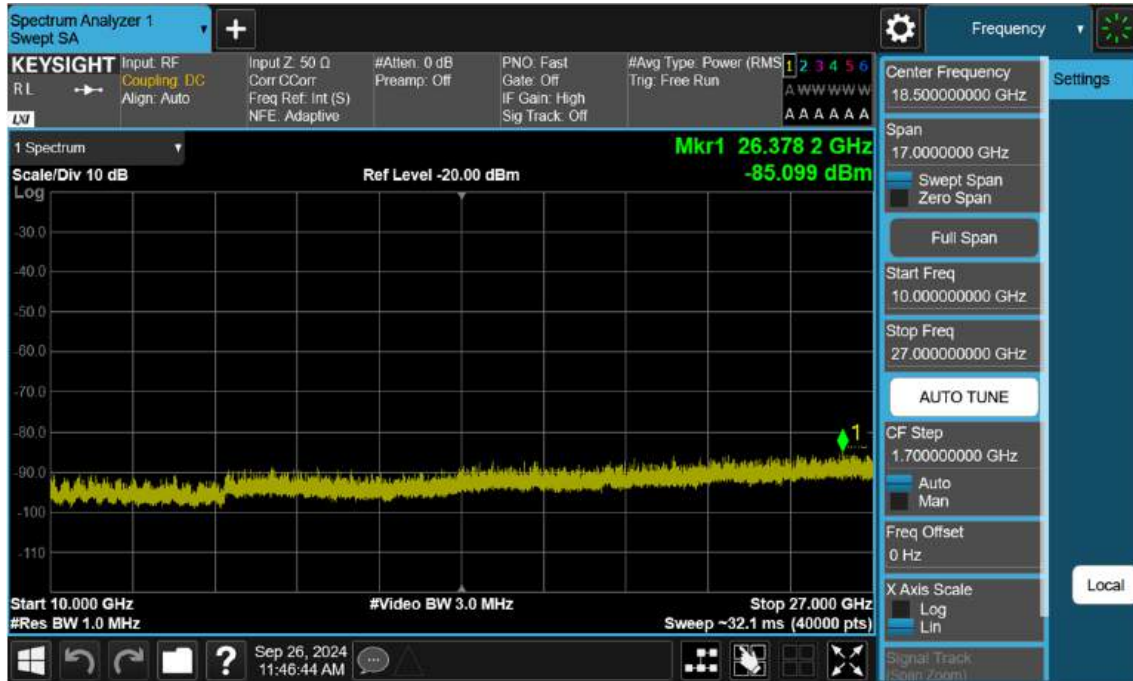 Spectrum Analyzer 1
Swept SA
+
Frequency
KEYSIGHT
RL
LXI
Input: RF
Coupling: DC
Align: Auto
Input Z: 50 Ω
Corr CCorr
Freq Ref: Int (S)
NFE: Adaptive
#Atten: 0 dB
Preamp: Off
PNO: Fast
Gate: Off
IF Gain: High
Sig Track: Off
#Avg Type: Power (RMS
Trig: Free Run
1 2 3 4 5 6
A W W W W W
A A A A A A
1 Spectrum
Scale/Div 10 dB
Ref Level -20.00 dBm
Mkr1 26.378 2 GHz
-85.099 dBm
Log
-30.0
-40.0
-50.0
-60.0
-70.0
-80.0
-90.0
-100
-110
1
Start 10.000 GHz
#Video BW 3.0 MHz
Stop 27.000 GHz
#Res BW 1.0 MHz
Sweep ~32.1 ms (40000 pts)
Sep 26, 2024
11:46:44 AM
?
Center Frequency
18.500000000 GHz
Span
17.0000000 GHz
Swept Span
Zero Span
Full Span
Start Freq
10.000000000 GHz
Stop Freq
27.000000000 GHz
AUTO TUNE
CF Step
1.700000000 GHz
Auto
Man
Freq Offset
0 Hz
X Axis Scale
Log
Lin
Signal Track
(Span Zoom)
Settings
Local